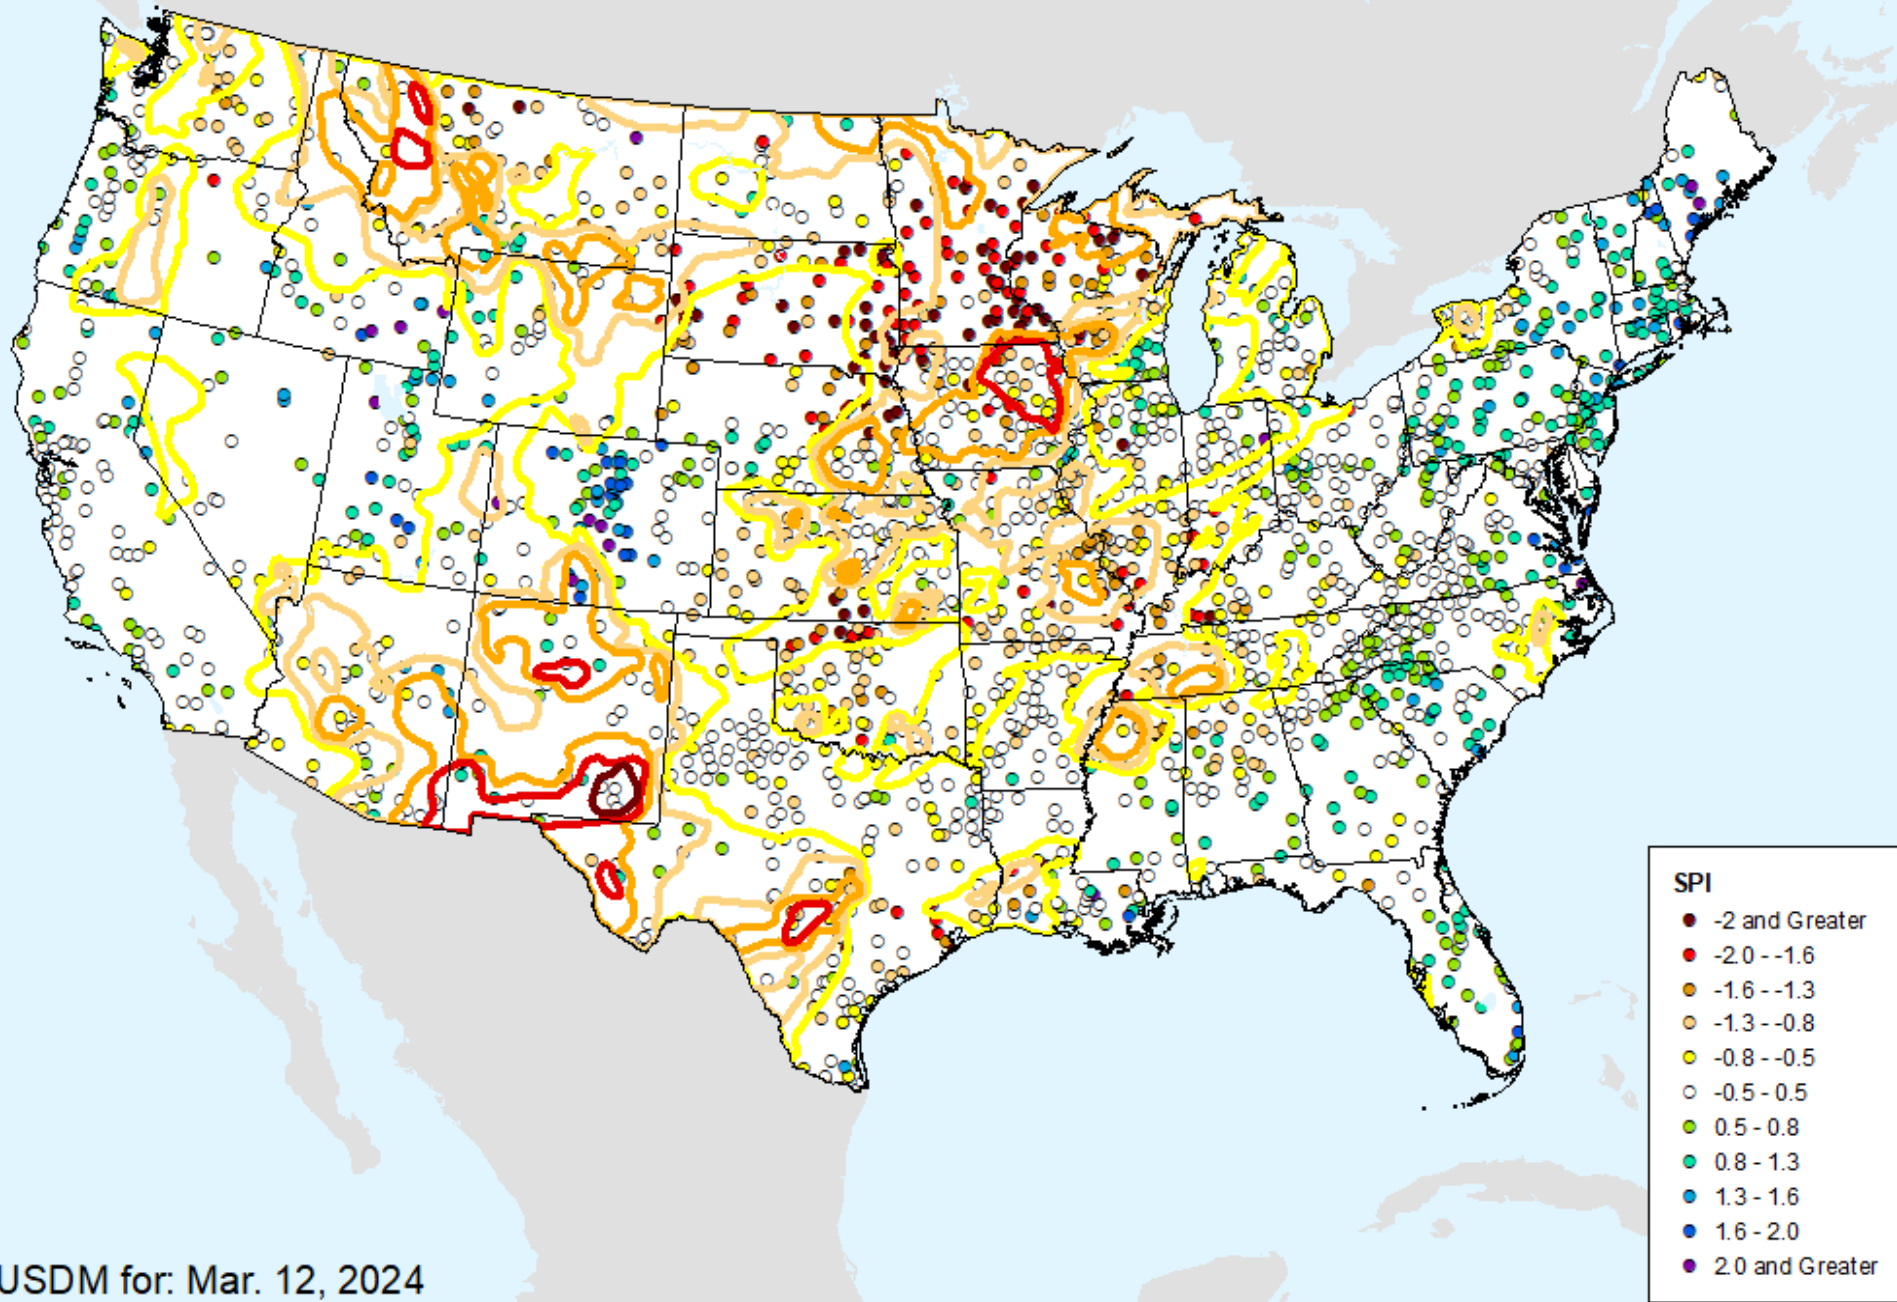 SPI
-2 and Greater
-2.0 - -1.6
-1.6 - -1.3
-1.3 - -0.8
-0.8 - -0.5
-0.5 - 0.5
0.5 - 0.8
0.8 - 1.3
1.3 - 1.6
1.6 - 2.0
2.0 and Greater
USDM for: Mar. 12, 2024